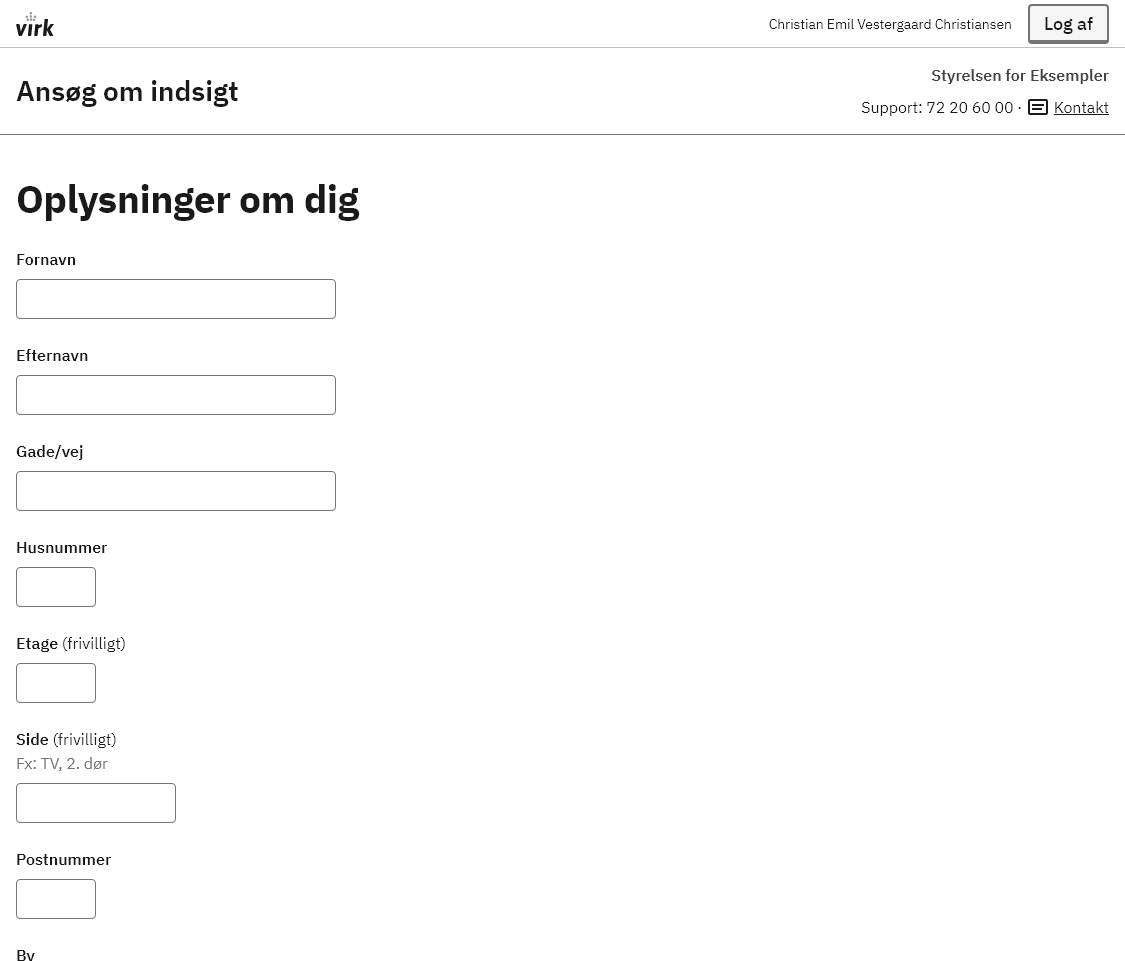 virk
Christian Emil Vestergaard Christiansen
Log af
Ansøg om indsigt
Styrelsen for Eksempler
Support: 72 20 60 00 · Kontakt
Oplysninger om dig
Fornavn
Efternavn
Gade/vej
Husnummer
Etage (frivilligt)
Side (frivilligt)
Fx: TV, 2. dør
Postnummer
By